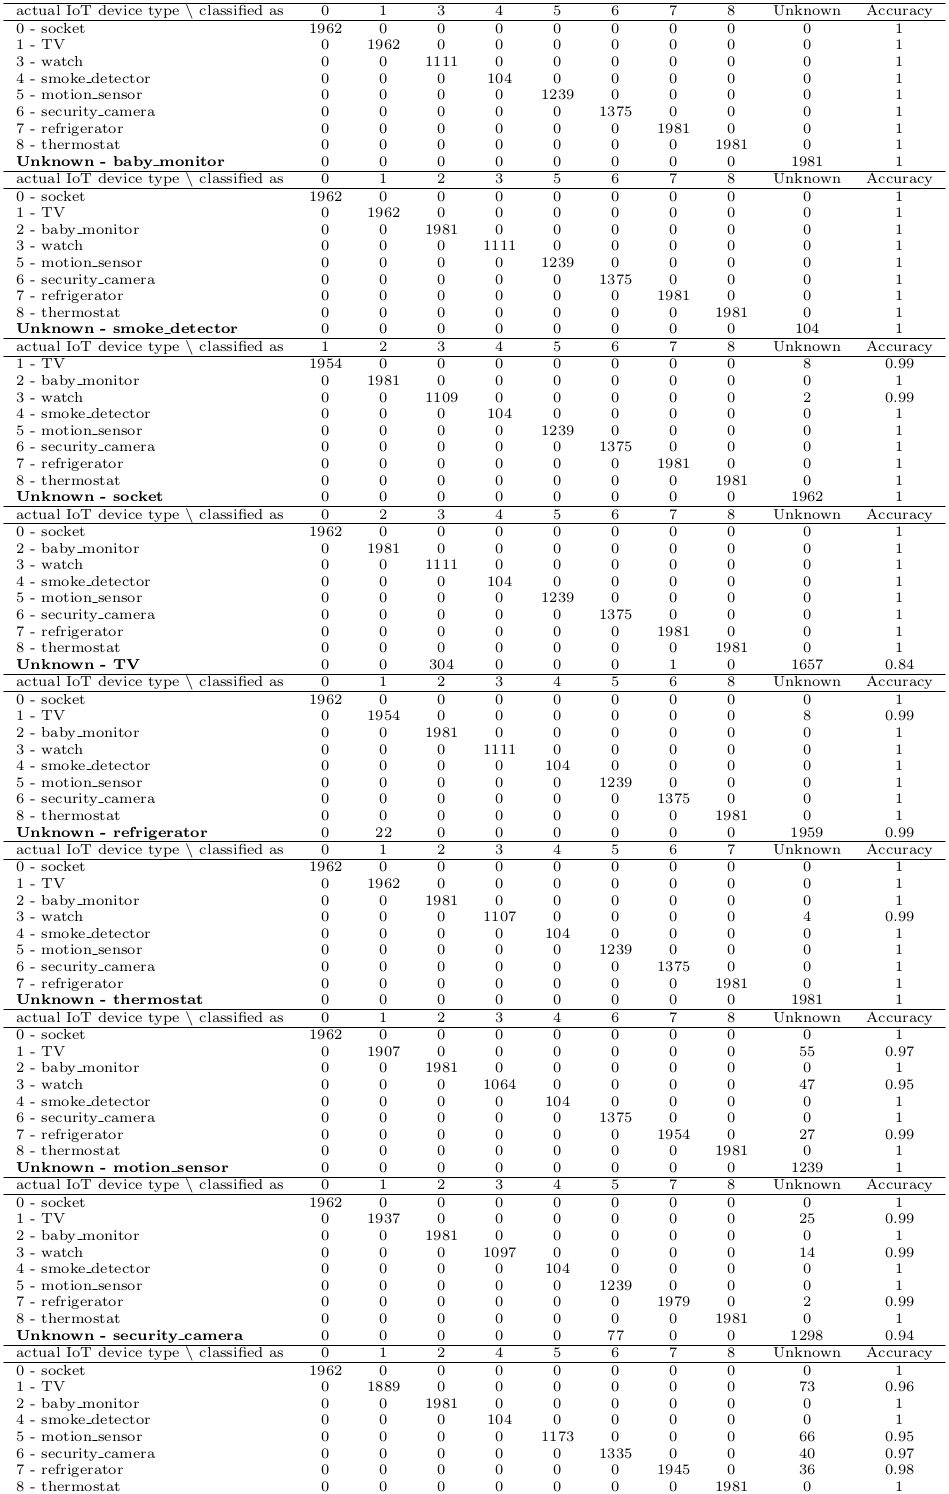 actual IoT device type \ classified as 0 1 3 4 5 6 7 8 Unknown Accuracy
0 - socket 1962 0 0 0 0 0 0 0 0 1
1 - TV 0 1962 0 0 0 0 0 0 0 1
3 - watch 0 0 1111 0 0 0 0 0 0 1
4 - smoke_detector 0 0 0 104 0 0 0 0 0 1
5 - motion_sensor 0 0 0 0 1239 0 0 0 0 1
6 - security_camera 0 0 0 0 0 1375 0 0 0 1
7 - refrigerator 0 0 0 0 0 0 1981 0 0 1
8 - thermostat 0 0 0 0 0 0 0 1981 0 1
Unknown - baby_monitor 0 0 0 0 0 0 0 0 1981 1
actual IoT device type \ classified as 0 1 2 3 5 6 7 8 Unknown Accuracy
0 - socket 1962 0 0 0 0 0 0 0 0 1
1 - TV 0 1962 0 0 0 0 0 0 0 1
2 - baby_monitor 0 0 1981 0 0 0 0 0 0 1
3 - watch 0 0 0 1111 0 0 0 0 0 1
5 - motion_sensor 0 0 0 0 1239 0 0 0 0 1
6 - security_camera 0 0 0 0 0 1375 0 0 0 1
7 - refrigerator 0 0 0 0 0 0 1981 0 0 1
8 - thermostat 0 0 0 0 0 0 0 1981 0 1
Unknown - smoke_detector 0 0 0 0 0 0 0 0 104 1
actual IoT device type \ classified as 1 2 3 4 5 6 7 8 Unknown Accuracy
1 - TV 1954 0 0 0 0 0 0 0 8 0.99
2 - baby_monitor 0 1981 0 0 0 0 0 0 0 1
3 - watch 0 0 1109 0 0 0 0 0 2 0.99
4 - smoke_detector 0 0 0 104 0 0 0 0 0 1
5 - motion_sensor 0 0 0 0 1239 0 0 0 0 1
6 - security_camera 0 0 0 0 0 1375 0 0 0 1
7 - refrigerator 0 0 0 0 0 0 1981 0 0 1
8 - thermostat 0 0 0 0 0 0 0 1981 0 1
Unknown - socket 0 0 0 0 0 0 0 0 1962 1
actual IoT device type \ classified as 0 2 3 4 5 6 7 8 Unknown Accuracy
0 - socket 1962 0 0 0 0 0 0 0 0 1
2 - baby_monitor 0 1981 0 0 0 0 0 0 0 1
3 - watch 0 0 1111 0 0 0 0 0 0 1
4 - smoke_detector 0 0 0 104 0 0 0 0 0 1
5 - motion_sensor 0 0 0 0 1239 0 0 0 0 1
6 - security_camera 0 0 0 0 0 1375 0 0 0 1
7 - refrigerator 0 0 0 0 0 0 1981 0 0 1
8 - thermostat 0 0 0 0 0 0 0 1981 0 1
Unknown - TV 0 0 304 0 0 0 1 0 1657 0.84
actual IoT device type \ classified as 0 1 2 3 4 5 6 8 Unknown Accuracy
0 - socket 1962 0 0 0 0 0 0 0 0 1
1 - TV 0 1954 0 0 0 0 0 0 8 0.99
2 - baby_monitor 0 0 1981 0 0 0 0 0 0 1
3 - watch 0 0 0 1111 0 0 0 0 0 1
4 - smoke_detector 0 0 0 0 104 0 0 0 0 1
5 - motion_sensor 0 0 0 0 0 1239 0 0 0 1
6 - security_camera 0 0 0 0 0 0 1375 0 0 1
8 - thermostat 0 0 0 0 0 0 0 1981 0 1
Unknown - refrigerator 0 22 0 0 0 0 0 0 1959 0.99
actual IoT device type \ classified as 0 1 2 3 4 5 6 7 Unknown Accuracy
0 - socket 1962 0 0 0 0 0 0 0 0 1
1 - TV 0 1962 0 0 0 0 0 0 0 1
2 - baby_monitor 0 0 1981 0 0 0 0 0 0 1
3 - watch 0 0 0 1107 0 0 0 0 4 0.99
4 - smoke_detector 0 0 0 0 104 0 0 0 0 1
5 - motion_sensor 0 0 0 0 0 1239 0 0 0 1
6 - security_camera 0 0 0 0 0 0 1375 0 0 1
7 - refrigerator 0 0 0 0 0 0 0 1981 0 1
Unknown - thermostat 0 0 0 0 0 0 0 0 1981 1
actual IoT device type \ classified as 0 1 2 3 4 6 7 8 Unknown Accuracy
0 - socket 1962 0 0 0 0 0 0 0 0 1
1 - TV 0 1907 0 0 0 0 0 0 55 0.97
2 - baby_monitor 0 0 1981 0 0 0 0 0 0 1
3 - watch 0 0 0 1064 0 0 0 0 47 0.95
4 - smoke_detector 0 0 0 0 104 0 0 0 0 1
6 - security_camera 0 0 0 0 0 1375 0 0 0 1
7 - refrigerator 0 0 0 0 0 0 1954 0 27 0.99
8 - thermostat 0 0 0 0 0 0 0 1981 0 1
Unknown - motion_sensor 0 0 0 0 0 0 0 0 1239 1
actual IoT device type \ classified as 0 1 2 3 4 5 7 8 Unknown Accuracy
0 - socket 1962 0 0 0 0 0 0 0 0 1
1 - TV 0 1937 0 0 0 0 0 0 25 0.99
2 - baby_monitor 0 0 1981 0 0 0 0 0 0 1
3 - watch 0 0 0 1097 0 0 0 0 14 0.99
4 - smoke_detector 0 0 0 0 104 0 0 0 0 1
5 - motion_sensor 0 0 0 0 0 1239 0 0 0 1
7 - refrigerator 0 0 0 0 0 0 1979 0 2 0.99
8 - thermostat 0 0 0 0 0 0 0 1981 0 1
Unknown - security_camera 0 0 0 0 0 77 0 0 1298 0.94
actual IoT device type \ classified as 0 1 2 4 5 6 7 8 Unknown Accuracy
0 - socket 1962 0 0 0 0 0 0 0 0 1
1 - TV 0 1889 0 0 0 0 0 0 73 0.96
2 - baby_monitor 0 0 1981 0 0 0 0 0 0 1
4 - smoke_detector 0 0 0 104 0 0 0 0 0 1
5 - motion_sensor 0 0 0 0 1173 0 0 0 66 0.95
6 - security_camera 0 0 0 0 0 1335 0 0 40 0.97
7 - refrigerator 0 0 0 0 0 0 1945 0 36 0.98
8 - thermostat 0 0 0 0 0 0 0 1981 0 1